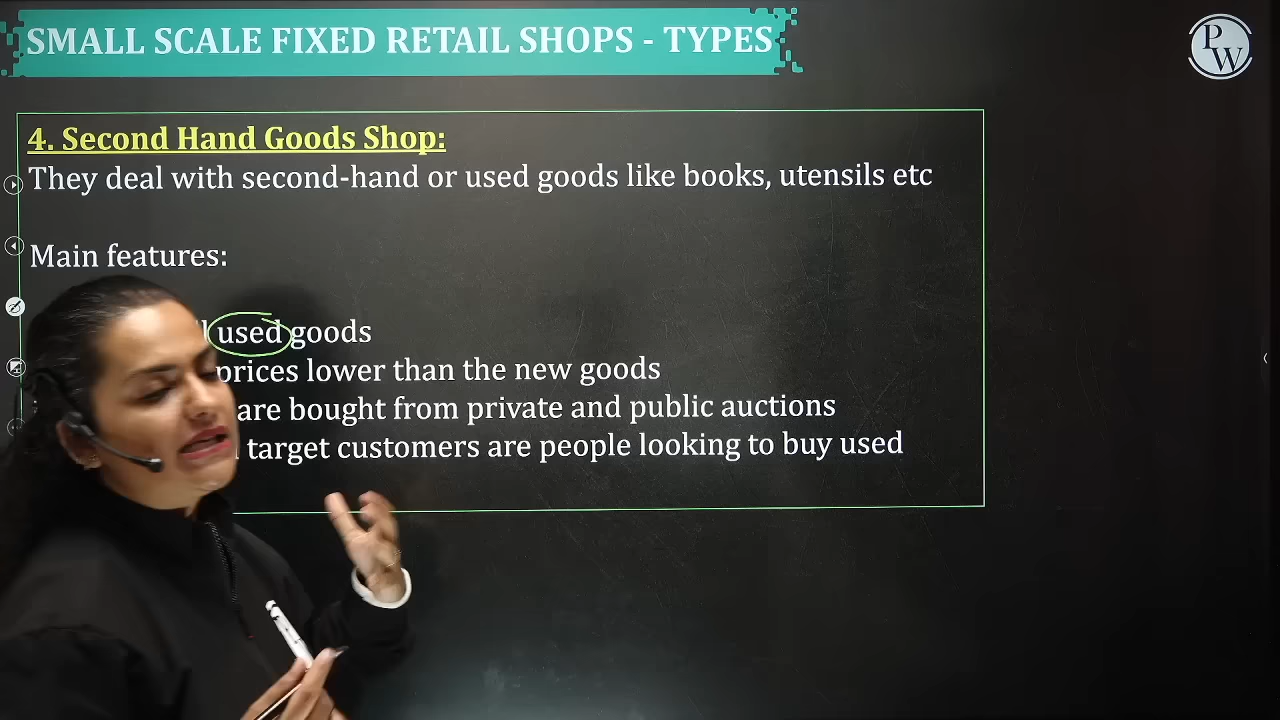 SMALL SCALE FIXED RETAIL SHOPS - TYPES
PW
4. Second Hand Goods Shop:
They deal with second-hand or used goods like books, utensils etc
Main features:
used goods
prices lower than the new goods
are bought from private and public auctions
target customers are people looking to buy used